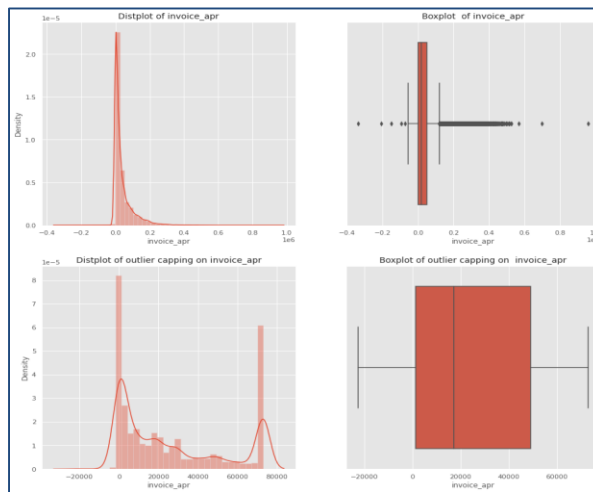 Distplot of invoice_apr
1e−5
Density
2.0
1.5
1.0
0.5
0.0
−0.4 −0.2 0.0 0.2 0.4 0.6 0.8 1.0
1e6
invoice_apr
Boxplot of invoice_apr
−0.4 −0.2 0.0 0.2 0.4 0.6 0.8
invoice_apr
Distplot of outlier capping on invoice_apr
1e−5
Density
8
7
6
5
4
3
2
1
0
−20000 0 20000 40000 60000 80000
invoice_apr
Boxplot of outlier capping on invoice_apr
−20000 0 20000 40000 60000
invoice_apr